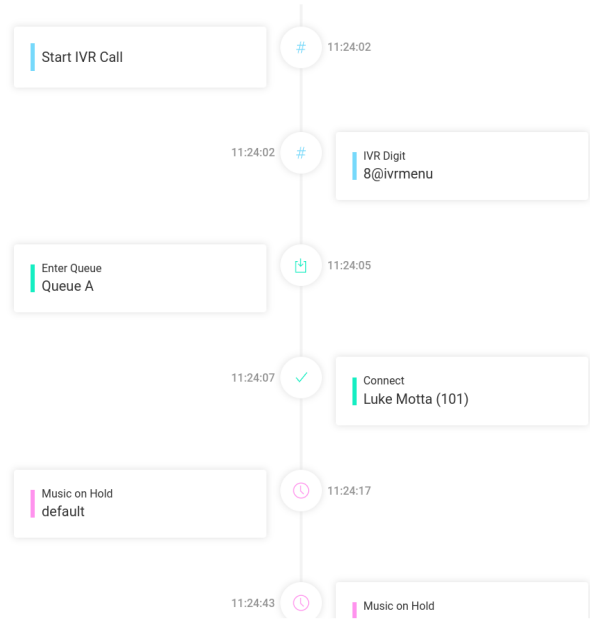 Start IVR Call
#
11:24:02
11:24:02
#
IVR Digit
8@ivrmenu
Enter Queue
Queue A
11:24:05
11:24:07
Connect
Luke Motta (101)
Music on Hold
default
11:24:17
11:24:43
Music on Hold